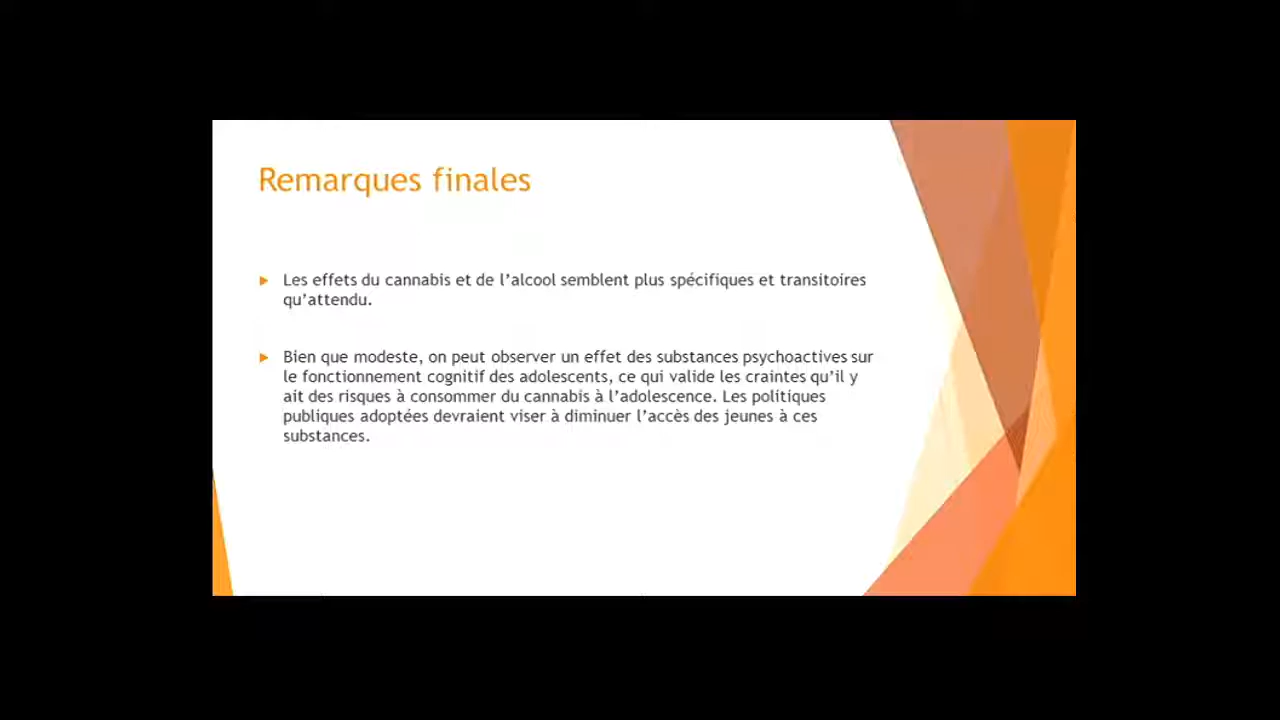 Remarques finales
Les effets du cannabis et de l’alcool semblent plus spécifiques et transitoires
qu’attendu.
Bien que modeste, on peut observer un effet des substances psychoactives sur
le fonctionnement cognitif des adolescents, ce qui valide les craintes qu’il y
ait des risques à consommer du cannabis à l’adolescence. Les politiques
publiques adoptées devraient viser à diminuer l’accès des jeunes à ces
substances.